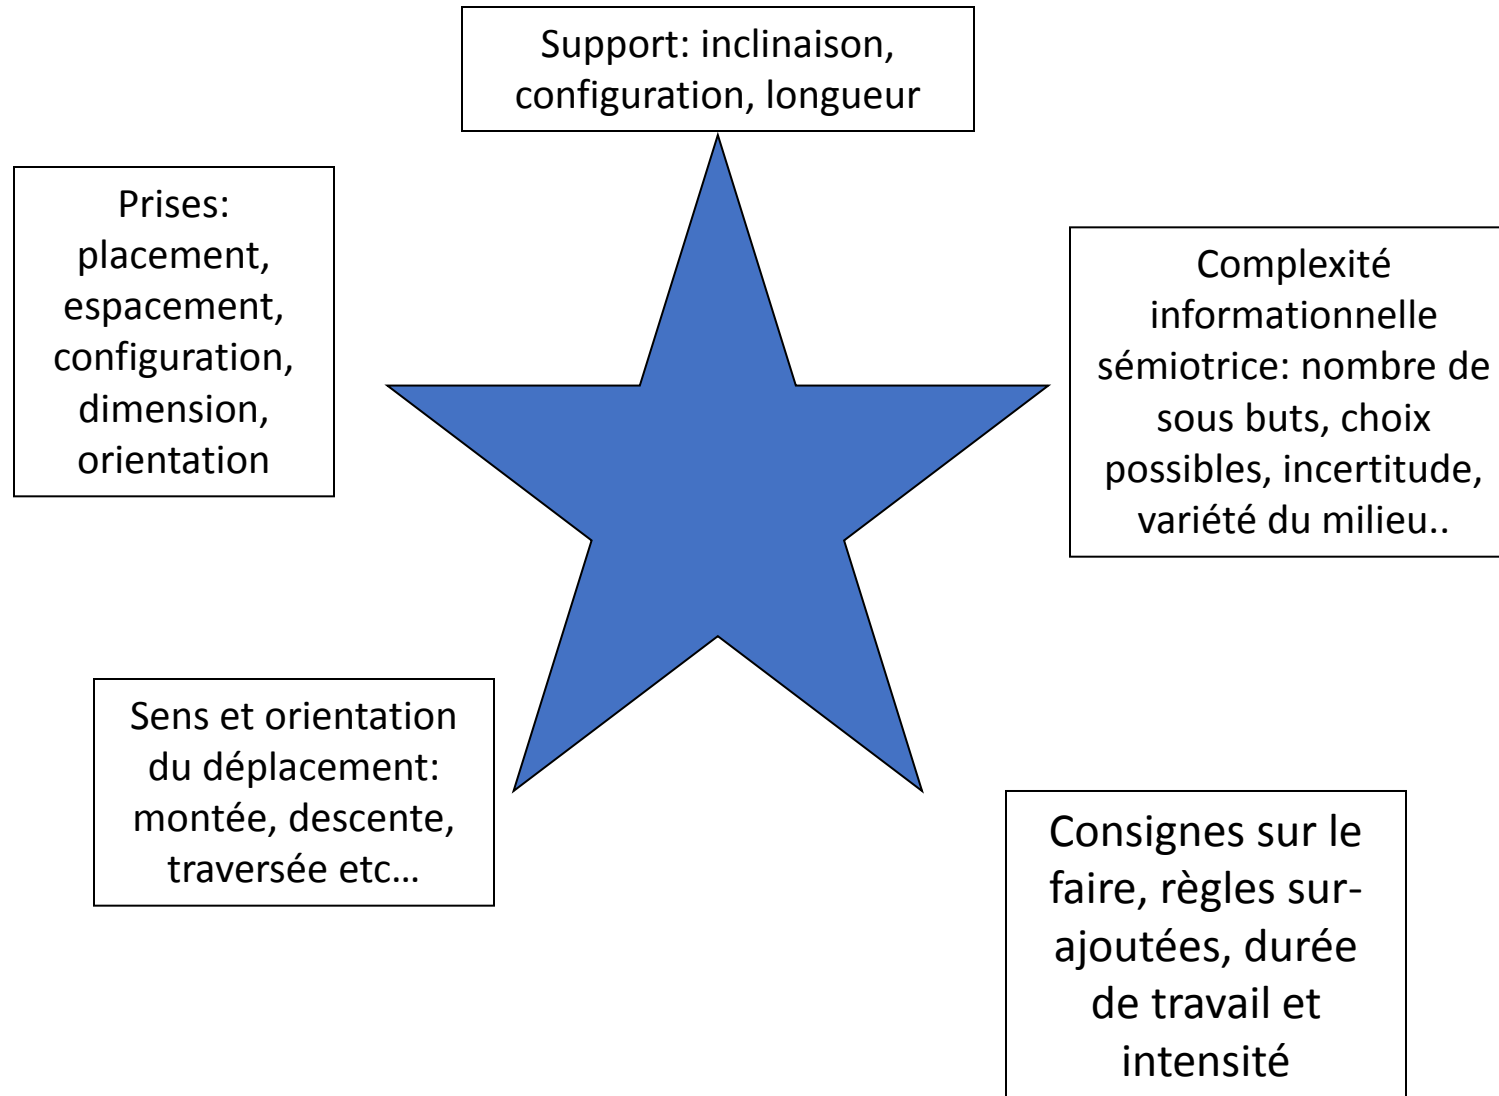 Support: inclinaison,
configuration, longueur
Prises:
placement,
espacement,
configuration,
dimension,
orientation
Complexité
informationnelle
sémiotrice: nombre de
sous buts, choix
possibles, incertitude,
variété du milieu..
Sens et orientation
du déplacement:
montée, descente,
traversée etc...
Consignes sur le
faire, règles sur-
ajoutées, durée
de travail et
intensité